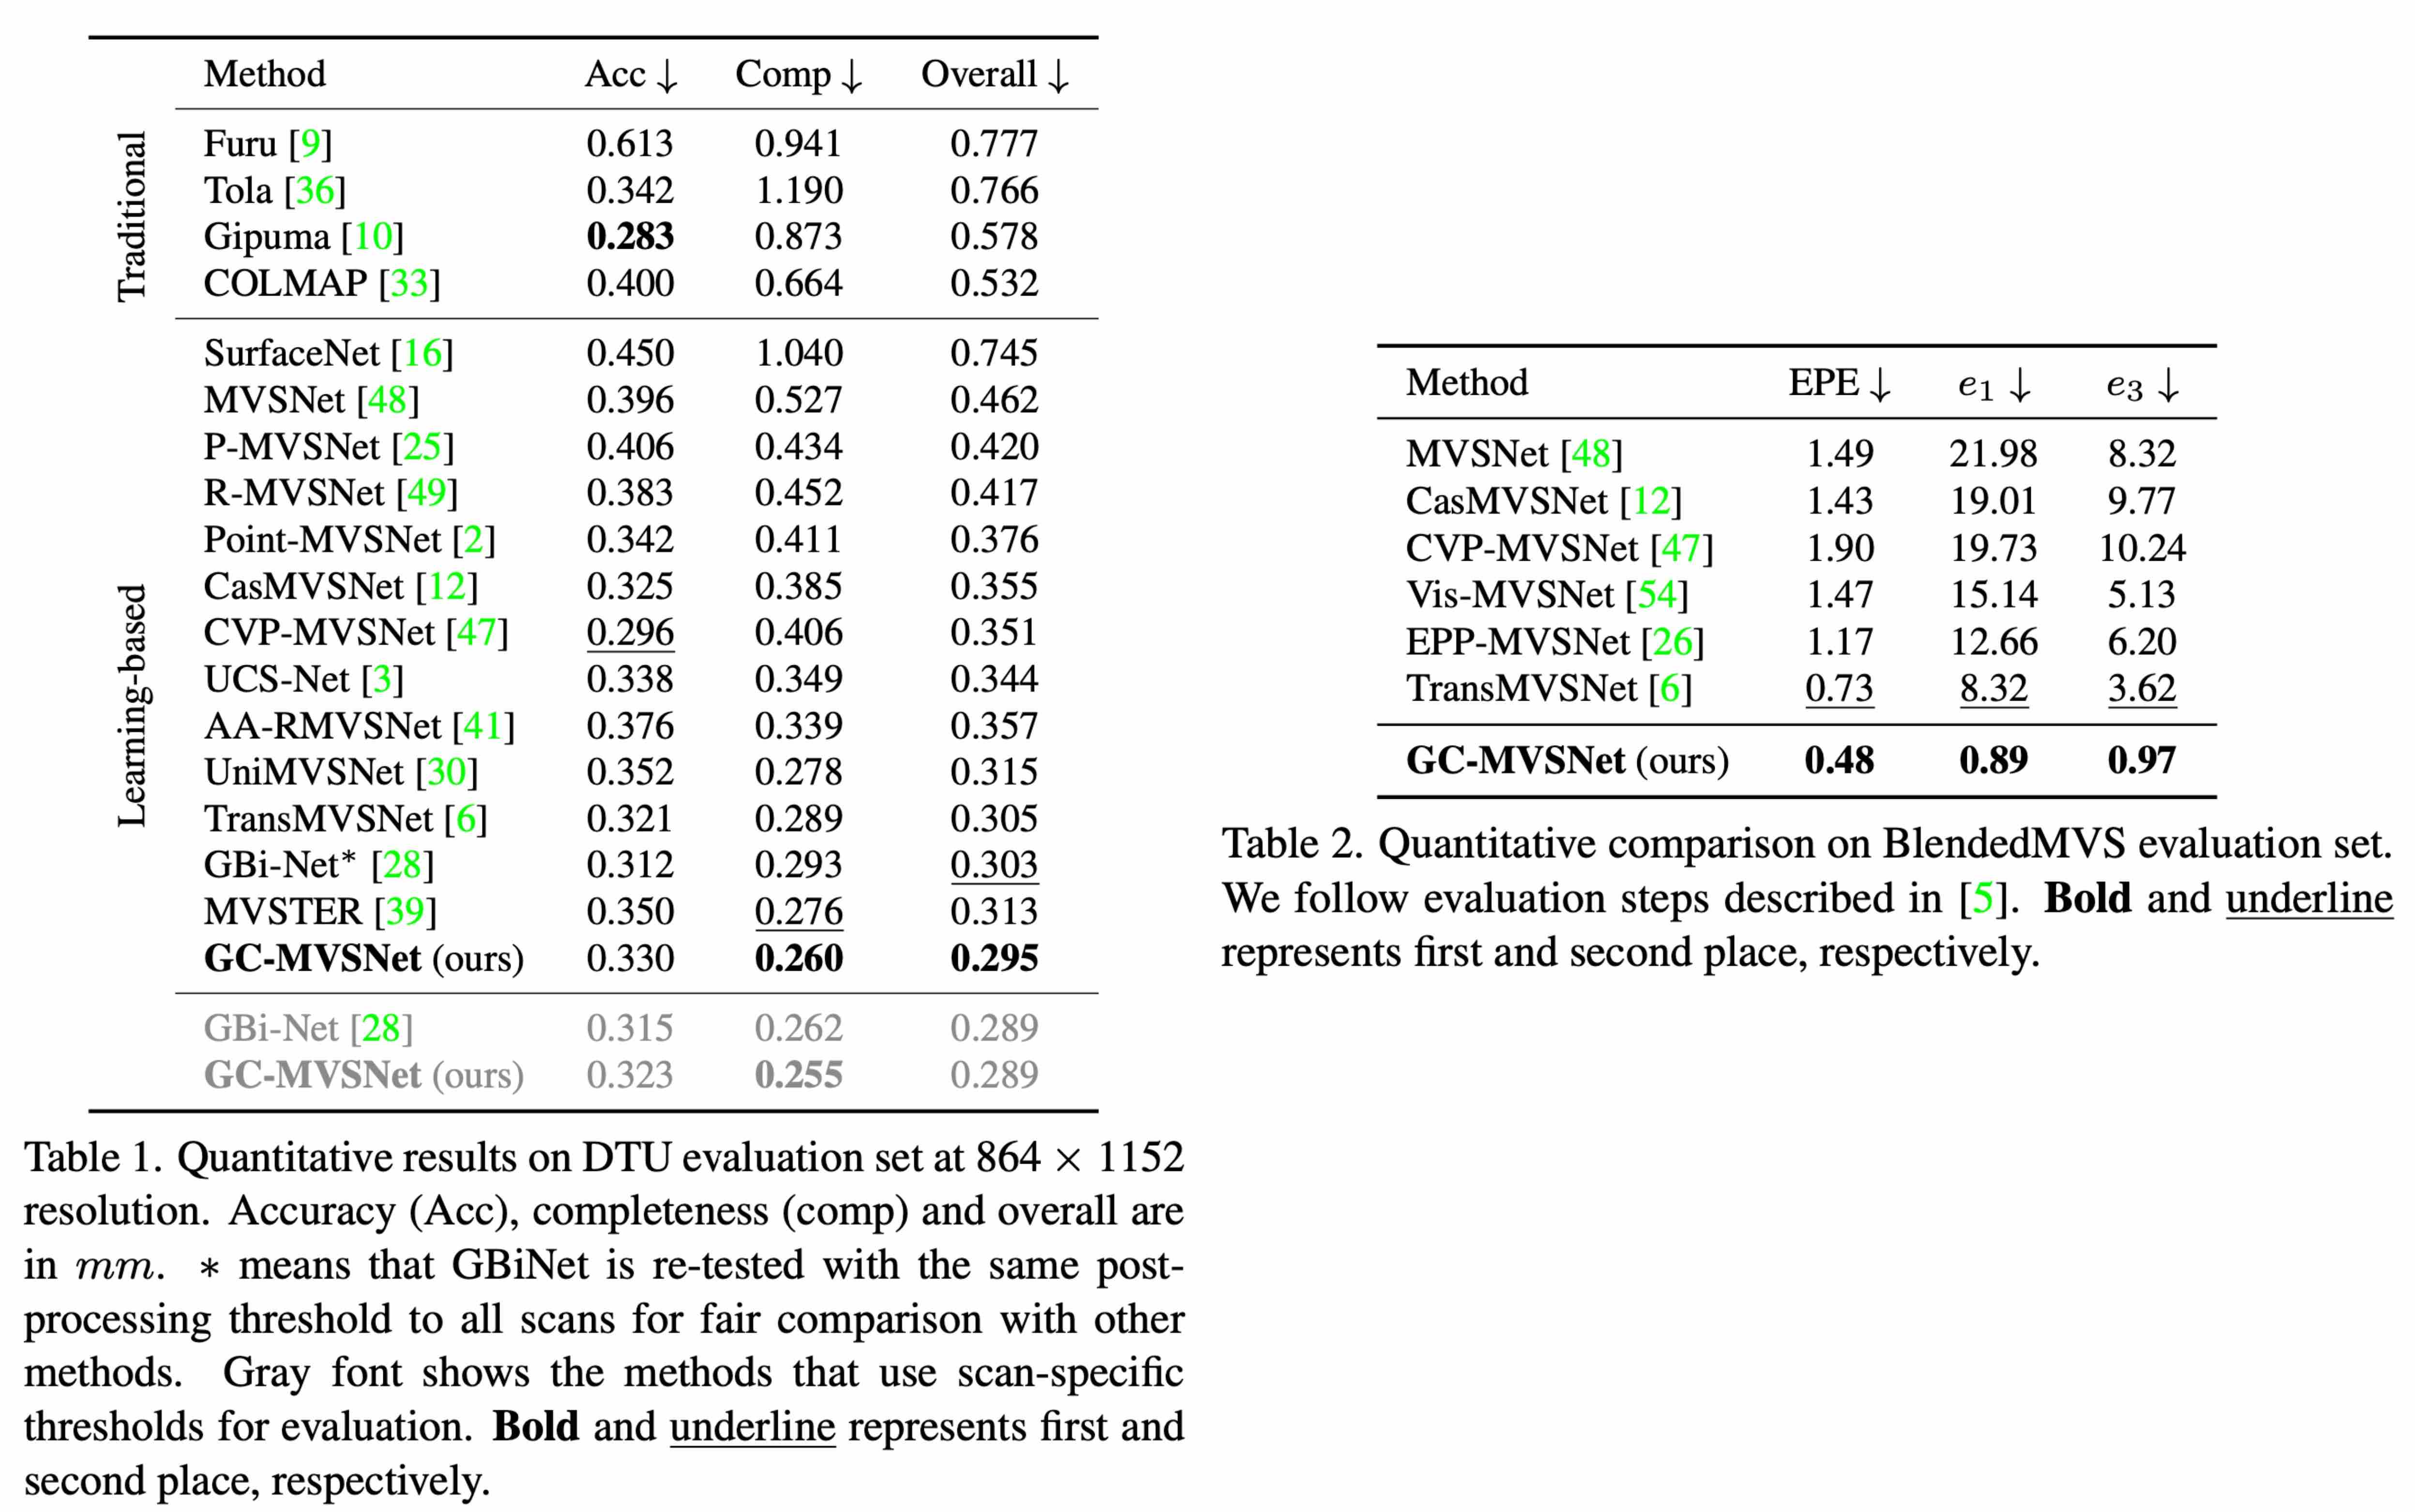 Method Acc ↓ Comp ↓ Overall ↓
Traditional
Furu [9] 0.613 0.941 0.777
Tola [36] 0.342 1.190 0.766
Gipuma [10] 0.283 0.873 0.578
COLMAP [33] 0.400 0.664 0.532
Learning-based
SurfaceNet [16] 0.450 1.040 0.745
MVSNet [48] 0.396 0.527 0.462
P-MVSNet [25] 0.406 0.434 0.420
R-MVSNet [49] 0.383 0.452 0.417
Point-MVSNet [2] 0.342 0.411 0.376
CasMVSNet [12] 0.325 0.385 0.355
CVP-MVSNet [47] 0.296 0.406 0.351
UCS-Net [3] 0.338 0.349 0.344
AA-RMVSNet [41] 0.376 0.339 0.357
UniMVSNet [30] 0.352 0.278 0.315
TransMVSNet [6] 0.321 0.289 0.305
GBi-Net* [28] 0.312 0.293 0.303
MVSTER [39] 0.350 0.276 0.313
GC-MVSNet (ours) 0.330 0.260 0.295
GBi-Net [28] 0.315 0.262 0.289
GC-MVSNet (ours) 0.323 0.255 0.289
Table 1. Quantitative results on DTU evaluation set at 864 × 1152
resolution. Accuracy (Acc), completeness (comp) and overall are
in mm. ∗ means that GBiNet is re-tested with the same post-
processing threshold to all scans for fair comparison with other
methods. Gray font shows the methods that use scan-specific
thresholds for evaluation. Bold and underline represents first and
second place, respectively.
Method EPE ↓ e1 ↓ e3 ↓
MVSNet [48] 1.49 21.98 8.32
CasMVSNet [12] 1.43 19.01 9.77
CVP-MVSNet [47] 1.90 19.73 10.24
Vis-MVSNet [54] 1.47 15.14 5.13
EPP-MVSNet [26] 1.17 12.66 6.20
TransMVSNet [6] 0.73 8.32 3.62
GC-MVSNet (ours) 0.48 0.89 0.97
Table 2. Quantitative comparison on BlendedMVS evaluation set.
We follow evaluation steps described in [5]. Bold and underline
represents first and second place, respectively.